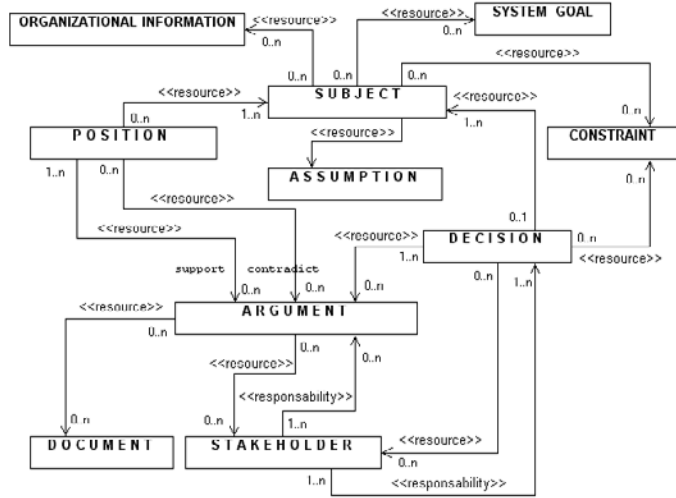 ORGANIZATIONAL INFORMATION
<<resource>>
0..n
SYSTEM GOAL
<<resource>>
0..n
0..n
0..n
0..n
<<resource>>
<<resource>>
SUBJECT
0..n
1..n
1..n
0..n
POSITION
<<resource>>
CONSTRAINT
1..n
0..n
ASSUMPTION
0..n
<<resource>>
0..1
<<resource>>
<<resource>>
DECISION
0..n
1..n
<<resource>>
support
contradict
0..n
1..n
0..n
0..n
0..n
<<resource>>
ARGUMENT
0..n
0..n
0..n
<<resource>>
<<responsability>>
0..n
0..n
1..n
DOCUMENT
STAKEHOLDER
<<resource>>
0..n
1..n
<<responsability>>